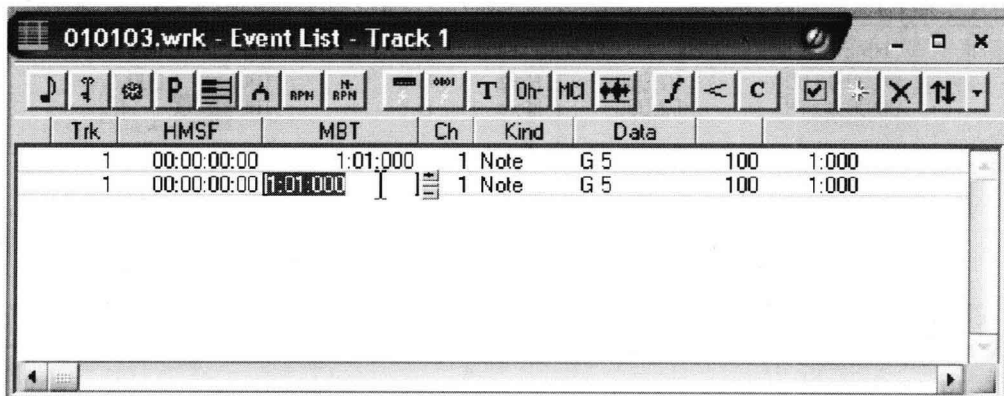 010103.wrk - Event List - Track 1
P RPN N-RPN T Oh- MCI f C
Trk HMSF MBT Ch Kind Data
1 00:00:00:00 1:01:000 1 Note G 5 100 1:000
1 00:00:00:00 1:01:000 1 Note G 5 100 1:000